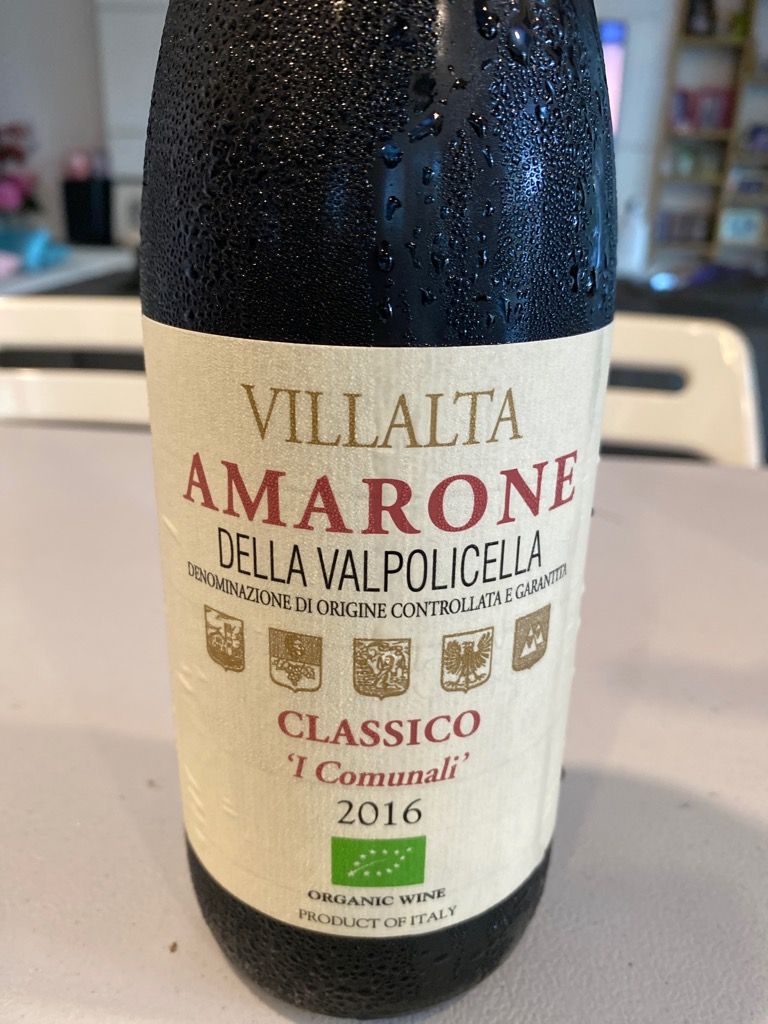 VILLALTA
AMARONE
DELLA VALPOLICELLA
DENOMINAZIONE DI ORIGINE CONTROLLATA E GARANTITA
CLASSICO
'I Comunali'
2016
ORGANIC WINE
PRODUCT OF ITALY